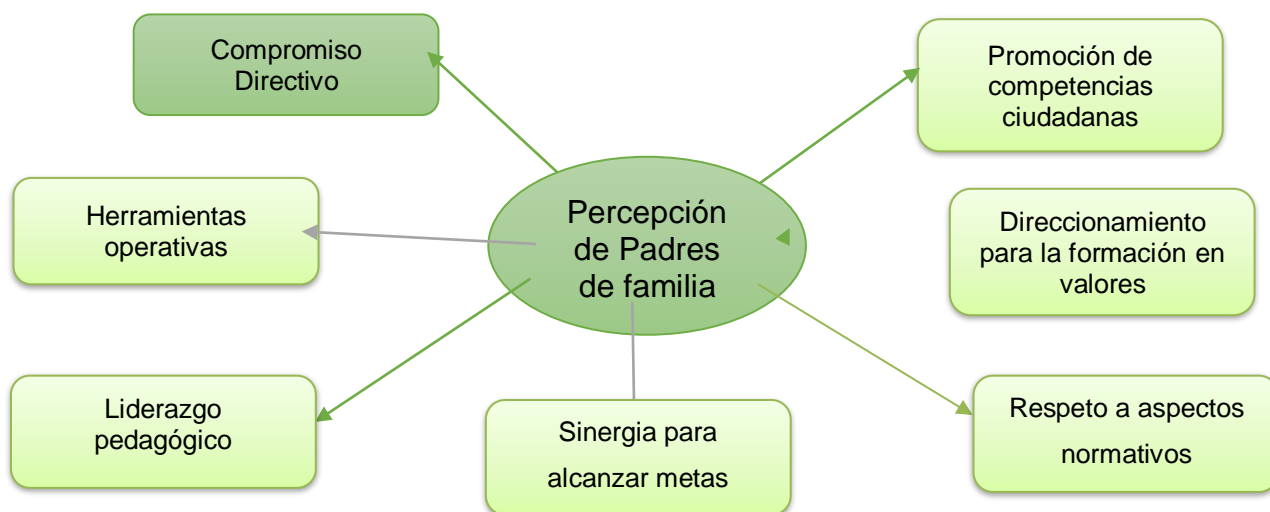 Compromiso
Directivo
Promoción de
competencias
ciudadanas
Herramientas
operativas
Percepción
de Padres
de familia
Direccionamiento
para la formación en
valores
Liderazgo
pedagógico
Sinergia para
alcanzar metas
Respeto a aspectos
normativos